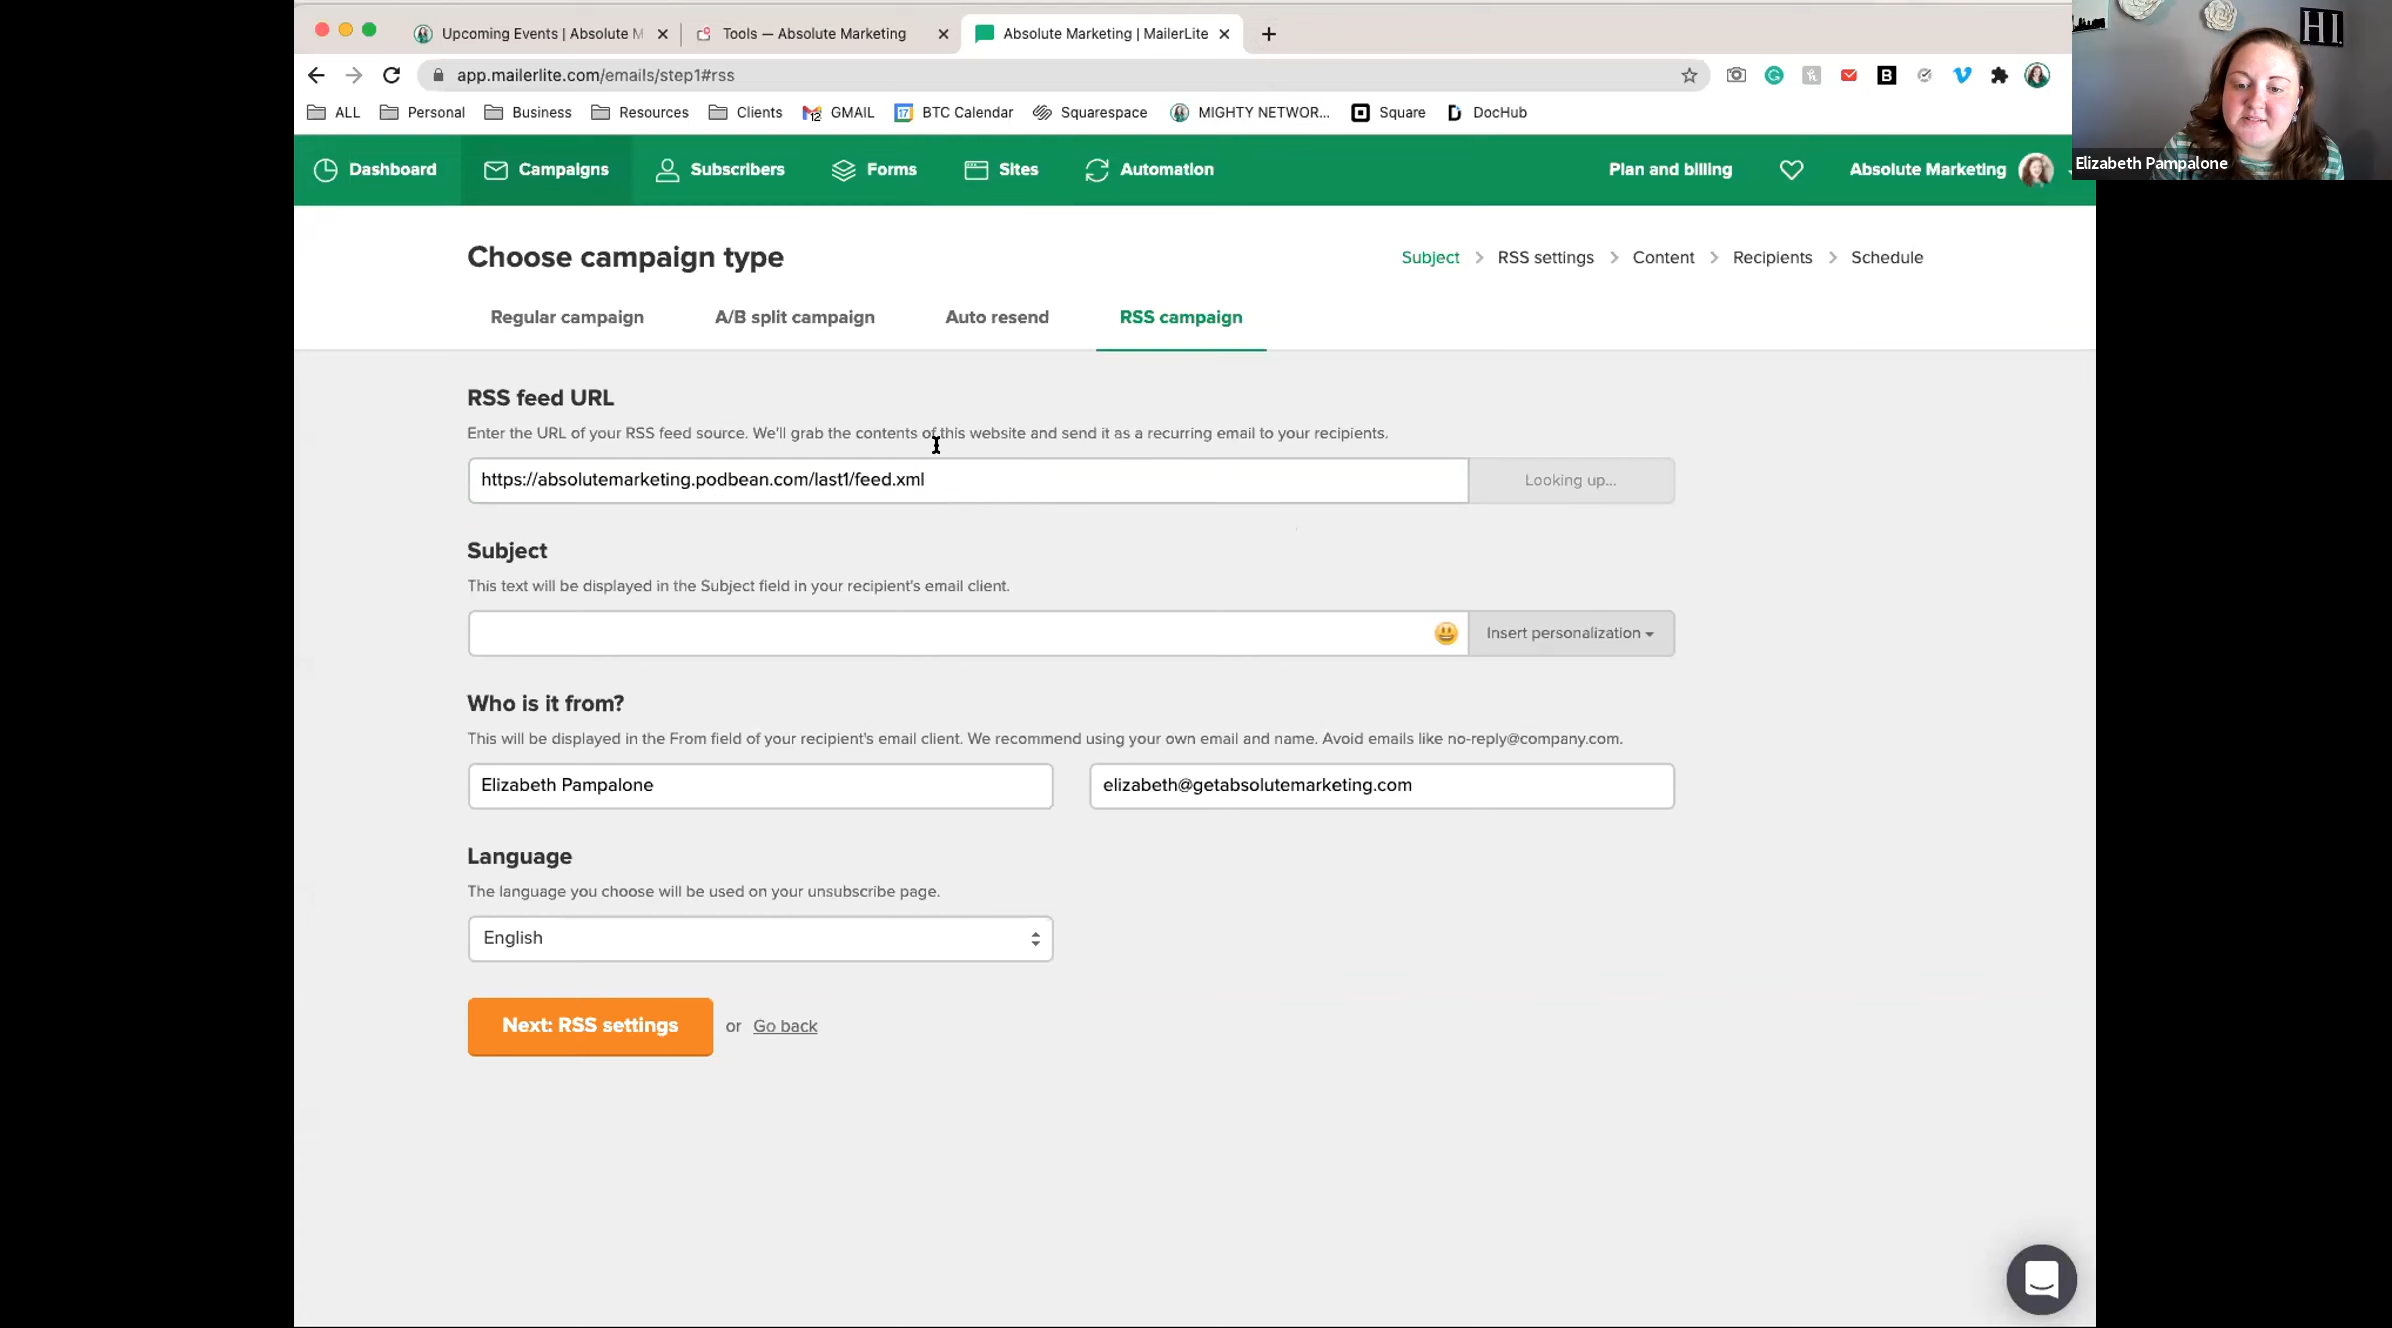 Upcoming Events | Absolute M
Tools — Absolute Marketing
Absolute Marketing | MailerLite
HI
Elizabeth Pampalone
app.mailerlite.com/emails/step1#rss
ALL
Personal
Business
Resources
Clients
GMAIL
BTC Calendar
Squarespace
MIGHTY NETWOR...
Square
DocHub
Dashboard
Campaigns
Subscribers
Forms
Sites
Automation
Plan and billing
Absolute Marketing
Choose campaign type
Subject > RSS settings > Content > Recipients > Schedule
Regular campaign
A/B split campaign
Auto resend
RSS campaign
RSS feed URL
Enter the URL of your RSS feed source. We'll grab the contents of this website and send it as a recurring email to your recipients.
https://absolutemarketing.podbean.com/last1/feed.xml
Looking up...
Subject
This text will be displayed in the Subject field in your recipient's email client.
Insert personalization
Who is it from?
This will be displayed in the From field of your recipient's email client. We recommend using your own email and name. Avoid emails like no-reply@company.com.
Elizabeth Pampalone
elizabeth@getabsolutemarketing.com
Language
The language you choose will be used on your unsubscribe page.
English
Next: RSS settings
or Go back